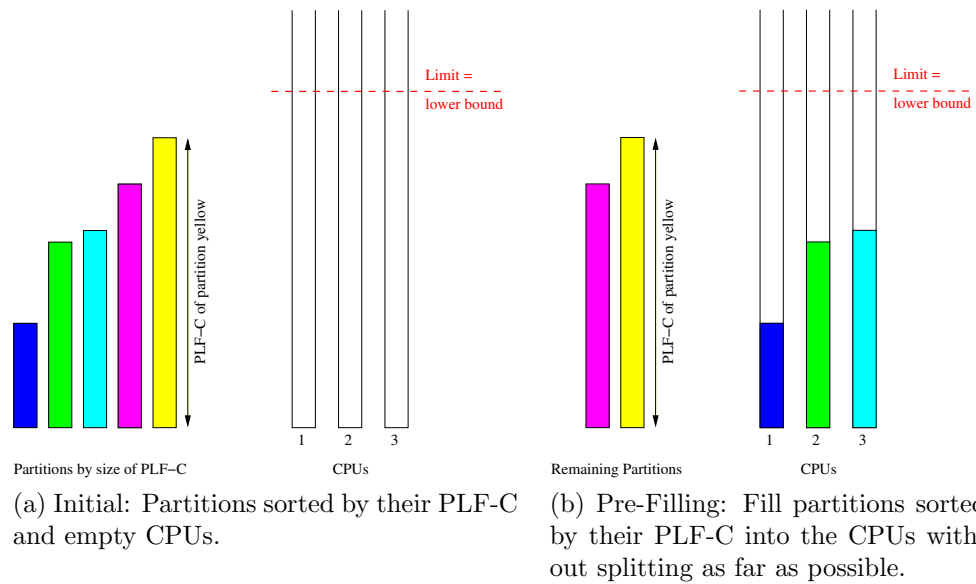 Limit =
lower bound
PLF−C of partition yellow
1 2 3
Partitions by size of PLF−C
CPUs
(a) Initial: Partitions sorted by their PLF-C
and empty CPUs.
Limit =
lower bound
PLF−C of partition yellow
1 2 3
Remaining Partitions
CPUs
(b) Pre-Filling: Fill partitions sorted
by their PLF-C into the CPUs with
out splitting as far as possible.